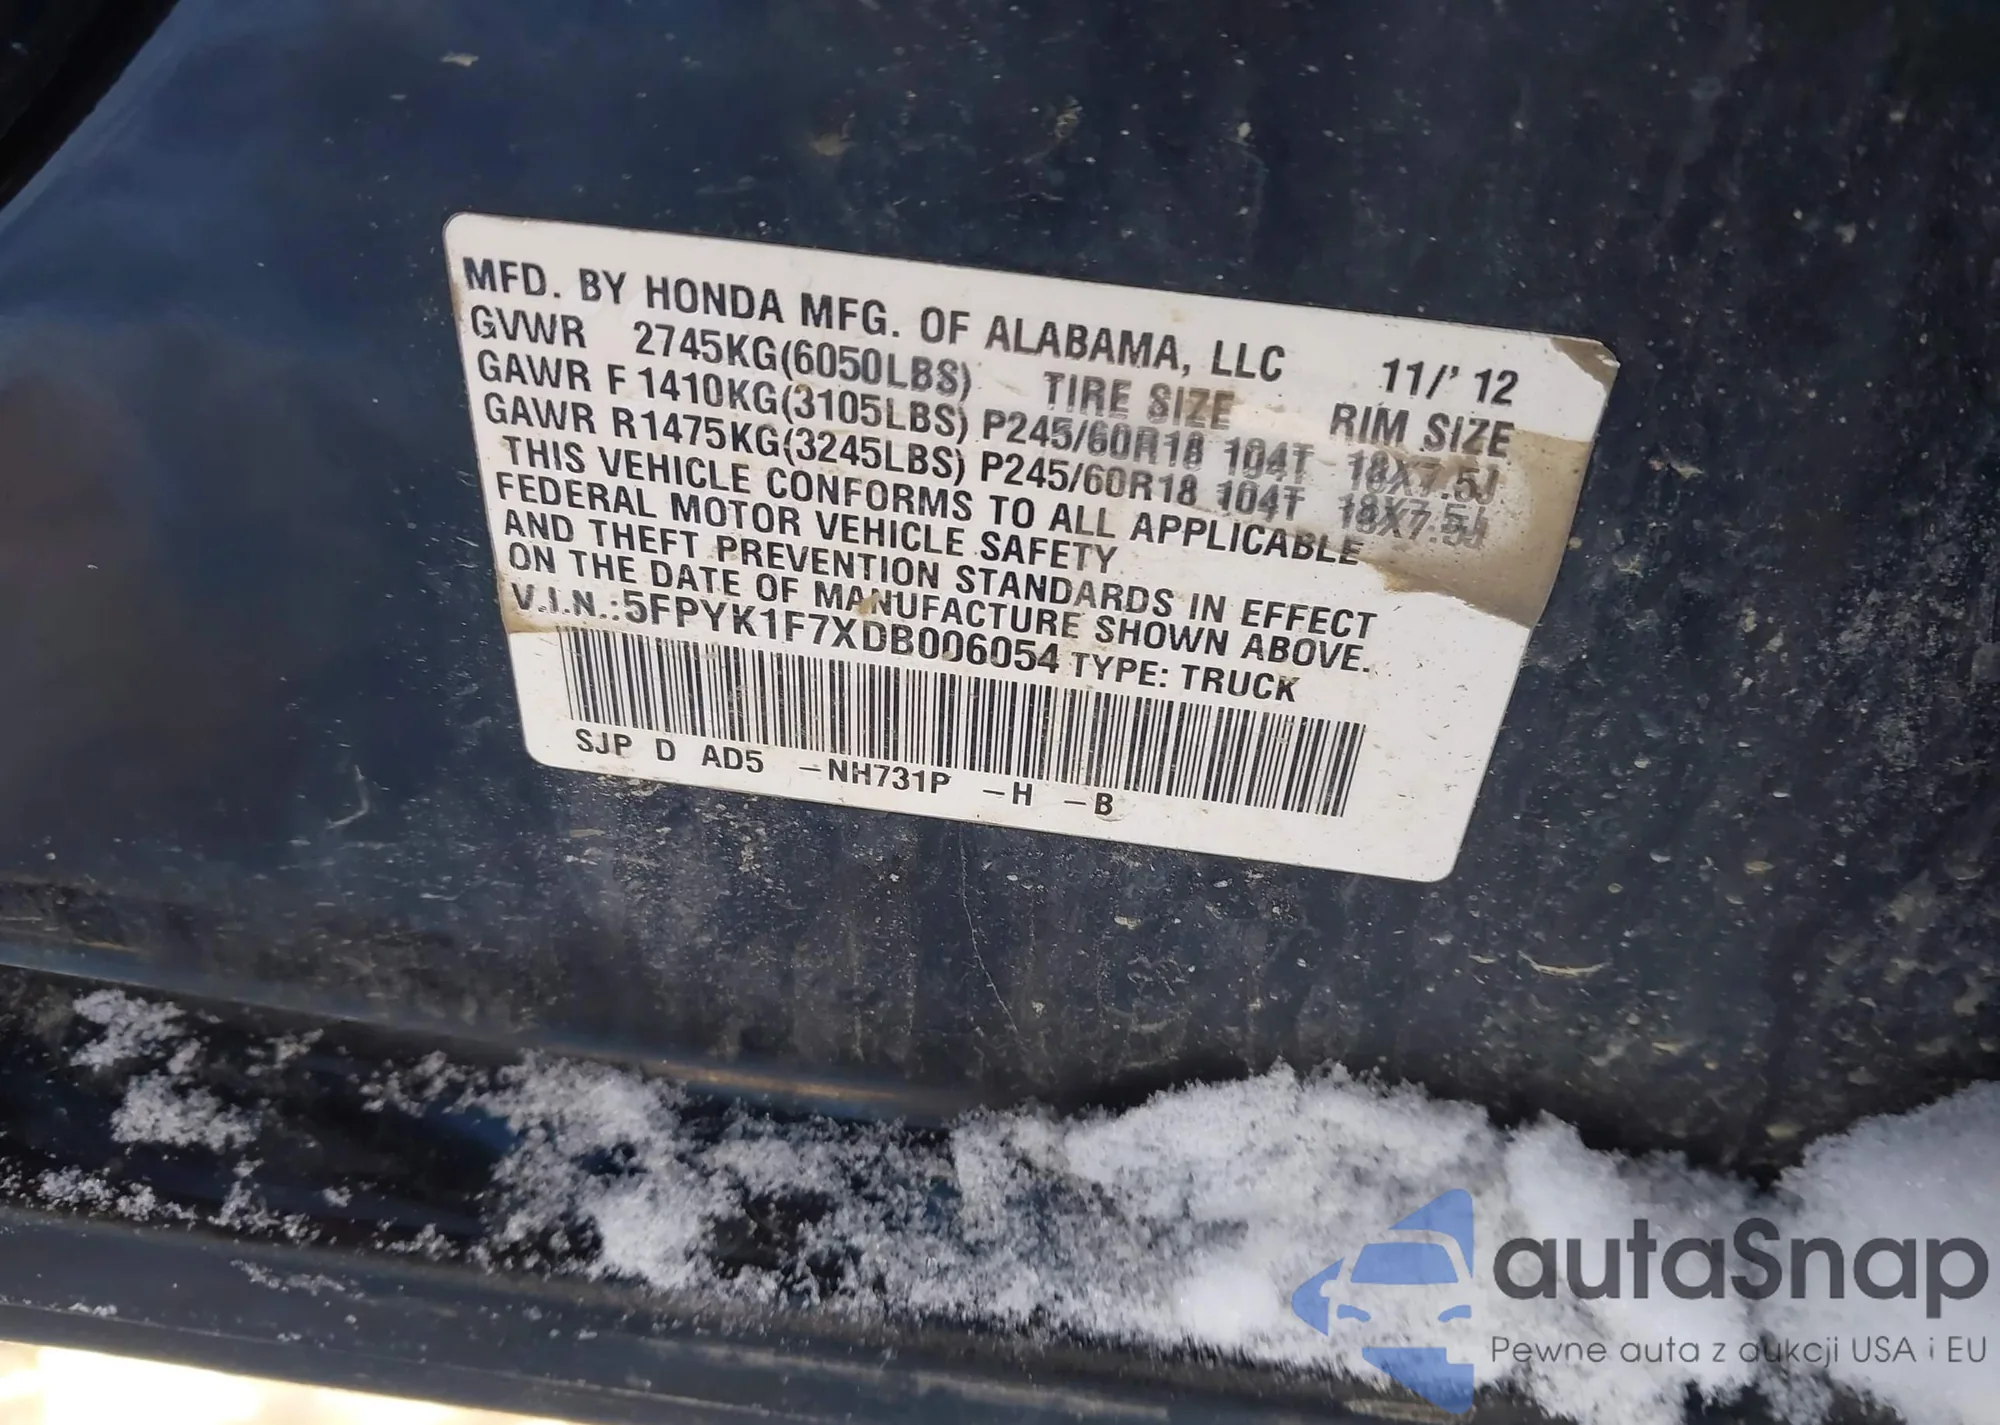 MFD. BY HONDA MFG. OF ALABAMA, LLC 11/' 12
GVWR 2745KG(6050LBS) TIRE SIZE RIM SIZE
GAWR F 1410KG(3105LBS) P245/60R18 104T 18X7.5J
GAWR R1475KG(3245LBS) P245/60R18 104T 18X7.5J
THIS VEHICLE CONFORMS TO ALL APPLICABLE
FEDERAL MOTOR VEHICLE SAFETY
AND THEFT PREVENTION STANDARDS IN EFFECT
ON THE DATE OF MANUFACTURE SHOWN ABOVE.
V.I.N.:5FPYK1F7XDB006054 TYPE: TRUCK
SJP D AD5 -NH731P -H -B
autaSnap
Pewne auta z aukcji USA i EU